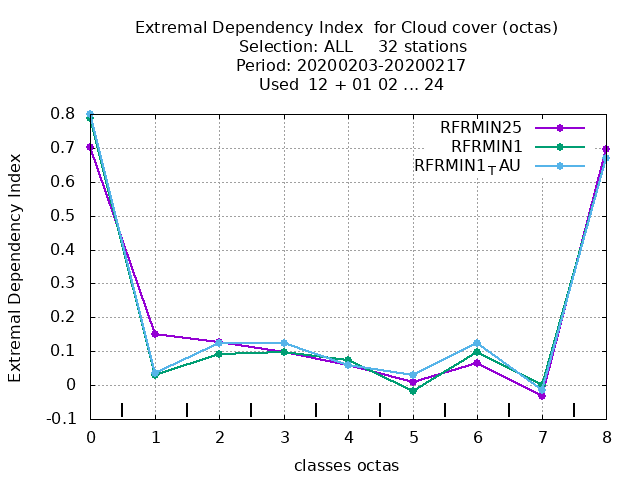 Extremal Dependency Index  for Cloud cover (octas)
Selection: ALL     32 stations
Period: 20200203-20200217
Used  12 + 01 02 ... 24
RFRMIN25
RFRMIN1
RFRMIN1TAU
Extremal Dependency Index
0.8
0.7
0.6
0.5
0.4
0.3
0.2
0.1
0
-0.1
0 1 2 3 4 5 6 7 8
classes octas